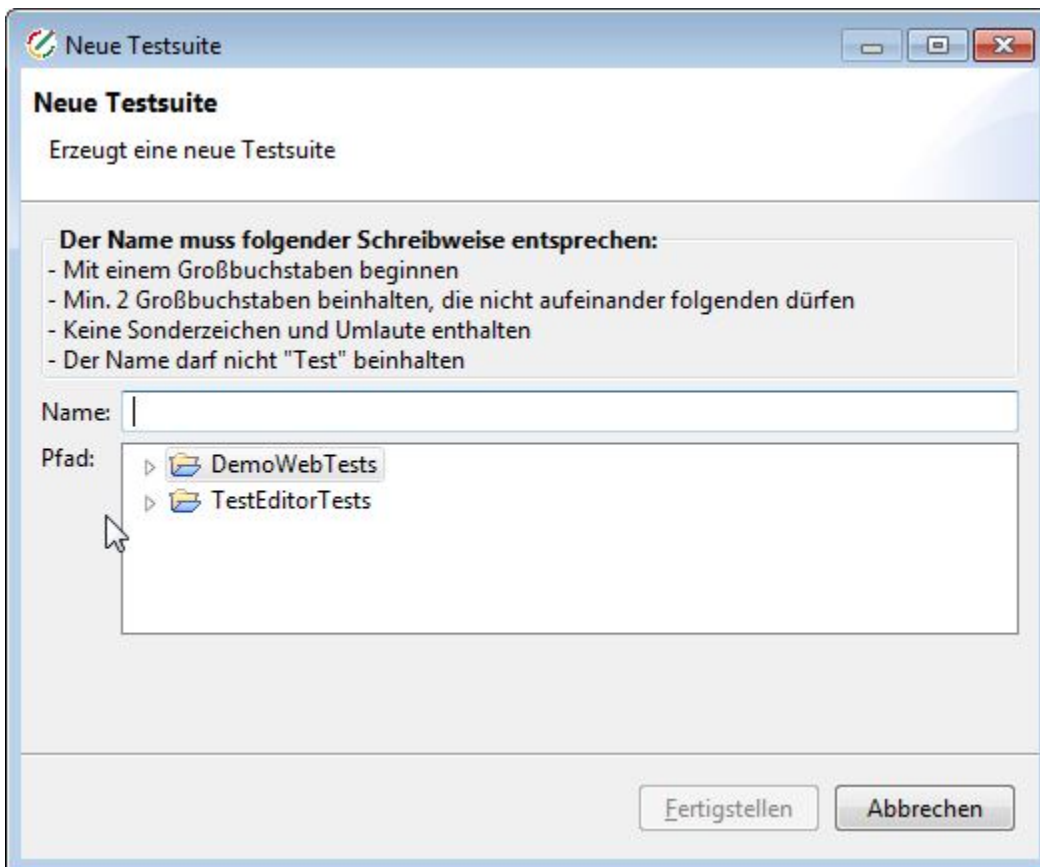 Neue Testsuite
Neue Testsuite
Erzeugt eine neue Testsuite
Der Name muss folgender Schreibweise entsprechen:
- Mit einem Großbuchstaben beginnen
- Min. 2 Großbuchstaben beinhalten, die nicht aufeinander folgenden dürfen
- Keine Sonderzeichen und Umlaute enthalten
- Der Name darf nicht "Test" beinhalten
Name:
Pfad:
DemoWebTests
TestEditorTests
Fertigstellen
Abbrechen